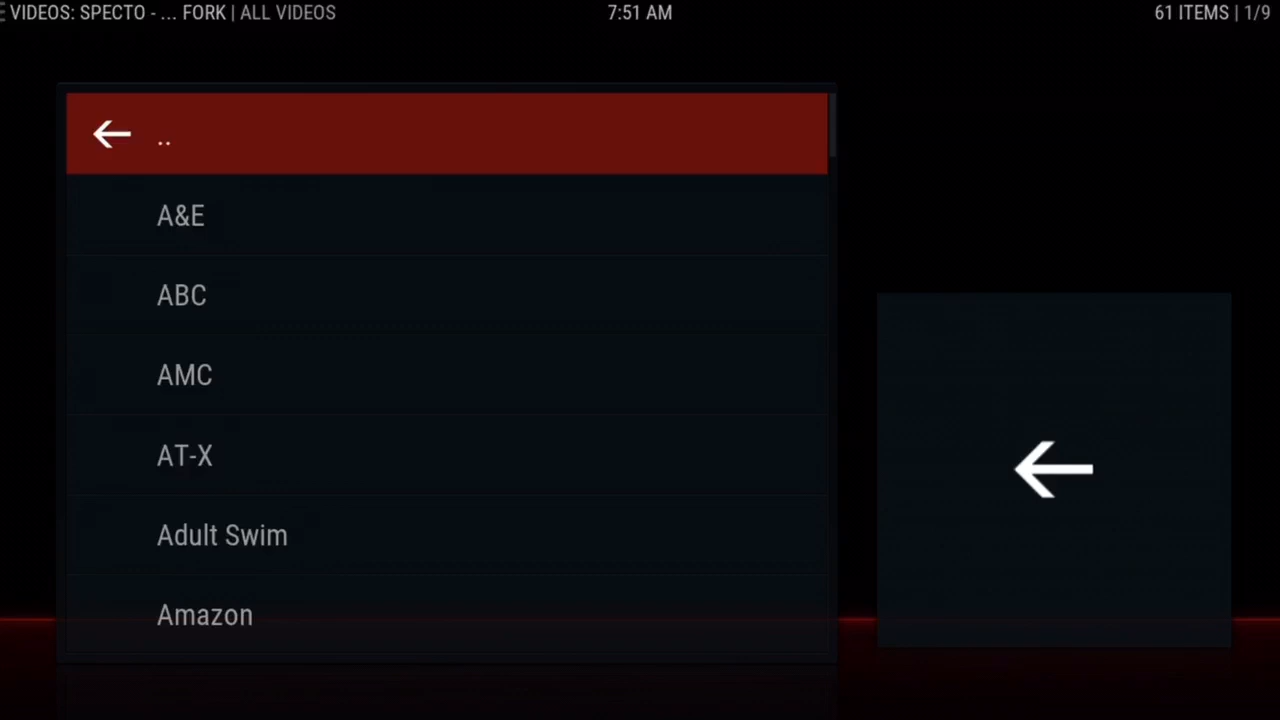 VIDEOS: SPECTO - ... FORK | ALL VIDEOS
7:51 AM
61 ITEMS | 1/9
..
A&E
ABC
AMC
AT-X
Adult Swim
Amazon